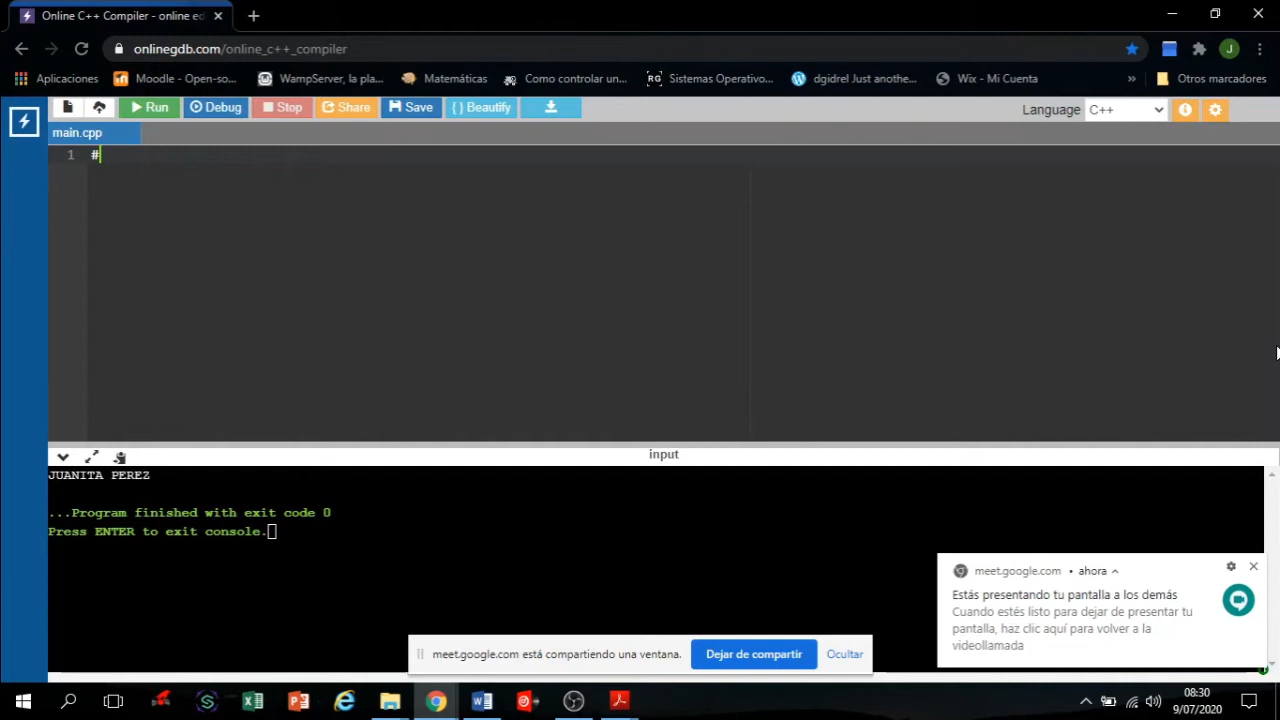 Online C++ Compiler - online ed
onlinegdb.com/online_c++_compiler
Aplicaciones
Moodle - Open-so...
WampServer, la pla...
Matemáticas
Como controlar un...
Sistemas Operativo...
dgidrel Just anothe...
Wix - Mi Cuenta
»
Otros marcadores
J
Run
Debug
Stop
Share
Save
{ } Beautify
Language
C++
main.cpp
1 #
input
JUANITA PEREZ
...Program finished with exit code 0
Press ENTER to exit console.
meet.google.com • ahora
Estás presentando tu pantalla a los demás
Cuando estés listo para dejar de presentar tu
pantalla, haz clic aquí para volver a la
videollamada
meet.google.com está compartiendo una ventana.
Dejar de compartir
Ocultar
08:30
9/07/2020